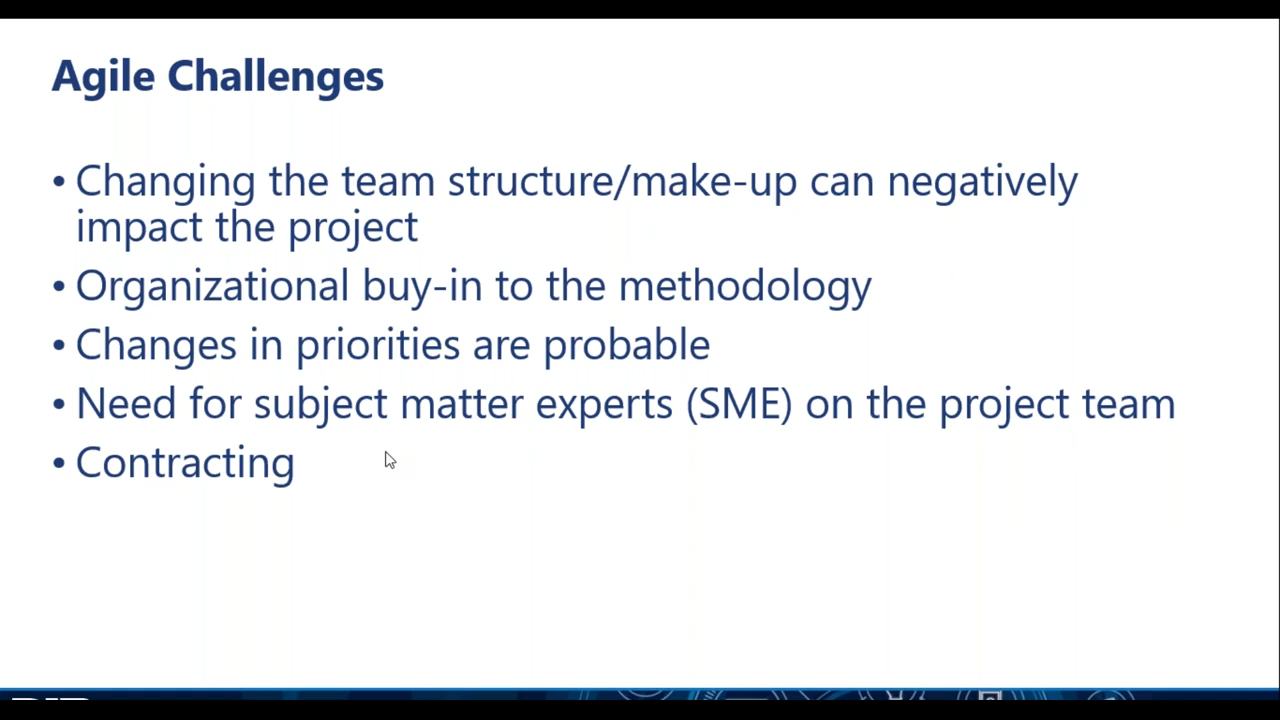 Agile Challenges
• Changing the team structure/make-up can negatively
impact the project
• Organizational buy-in to the methodology
• Changes in priorities are probable
• Need for subject matter experts (SME) on the project team
• Contracting